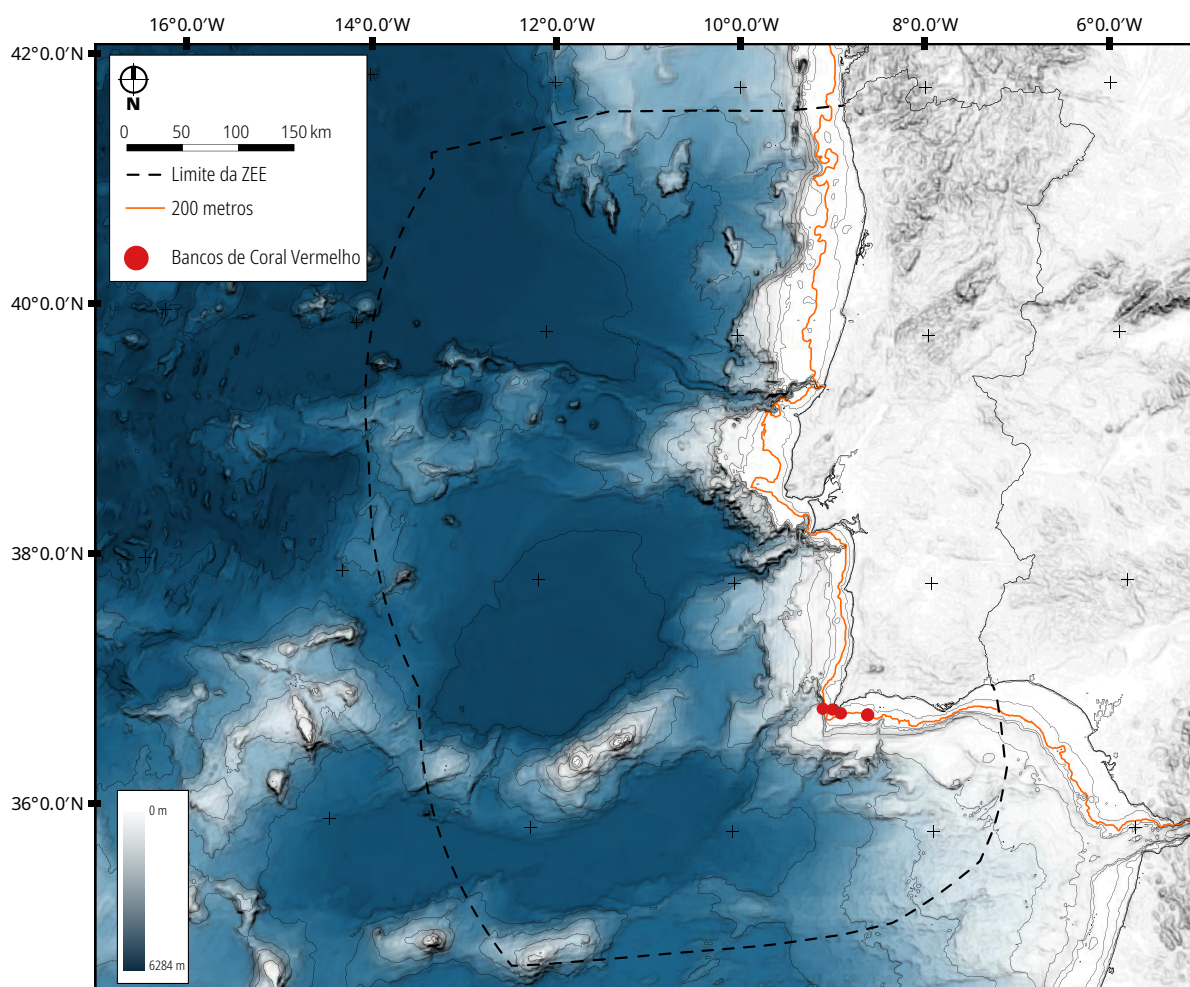 16°0.0′W 14°0.0′W 12°0.0′W 10°0.0′W 8°0.0′W 6°0.0′W
42°0.0′N
N
0 50 100 150 km
Limite da ZEE
200 metros
Bancos de Coral Vermelho
40°0.0′N
38°0.0′N
36°0.0′N
0 m
6284 m